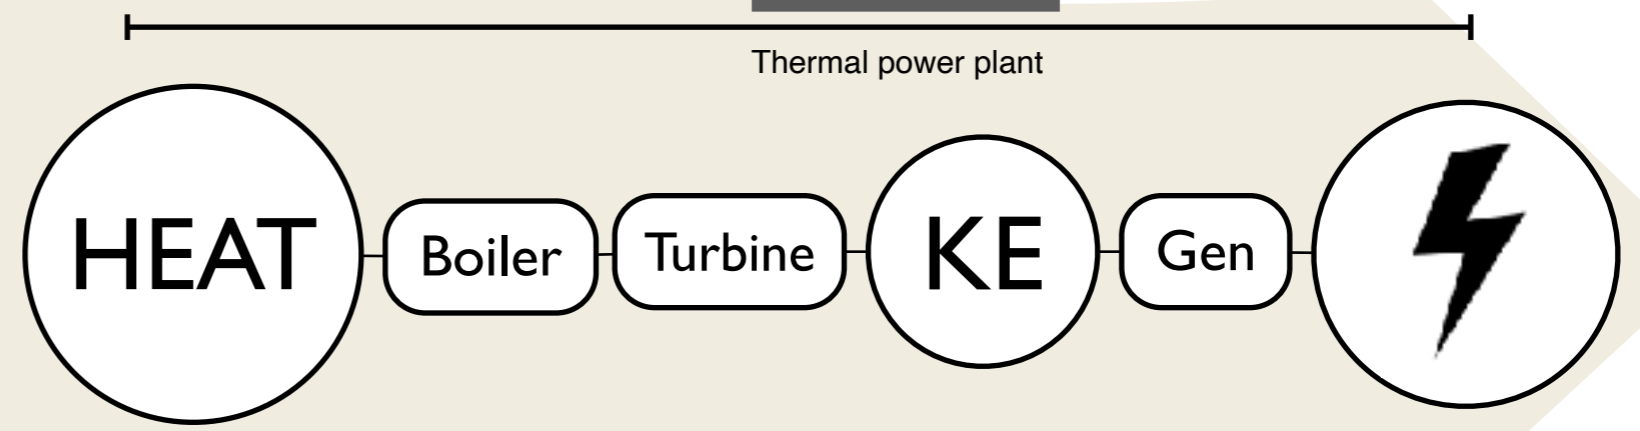 Thermal power plant
HEAT
Boiler
Turbine
KE
Gen